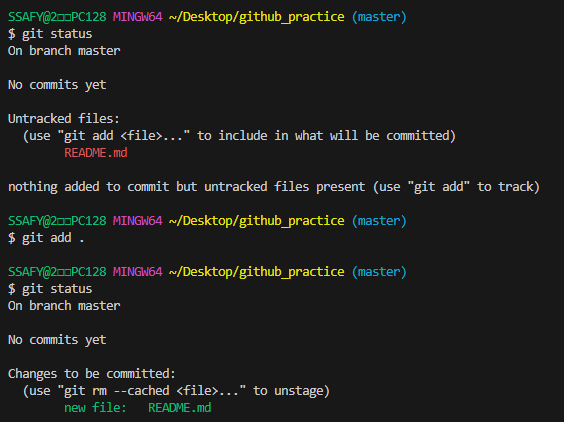 SSAFY@2□□PC128 MINGW64 ~/Desktop/github_practice (master)
$ git status
On branch master
No commits yet
Untracked files:
(use "git add <file>..." to include in what will be committed)
README.md
nothing added to commit but untracked files present (use "git add" to track)
SSAFY@2□□PC128 MINGW64 ~/Desktop/github_practice (master)
$ git add .
SSAFY@2□□PC128 MINGW64 ~/Desktop/github_practice (master)
$ git status
On branch master
No commits yet
Changes to be committed:
(use "git rm --cached <file>..." to unstage)
new file:   README.md